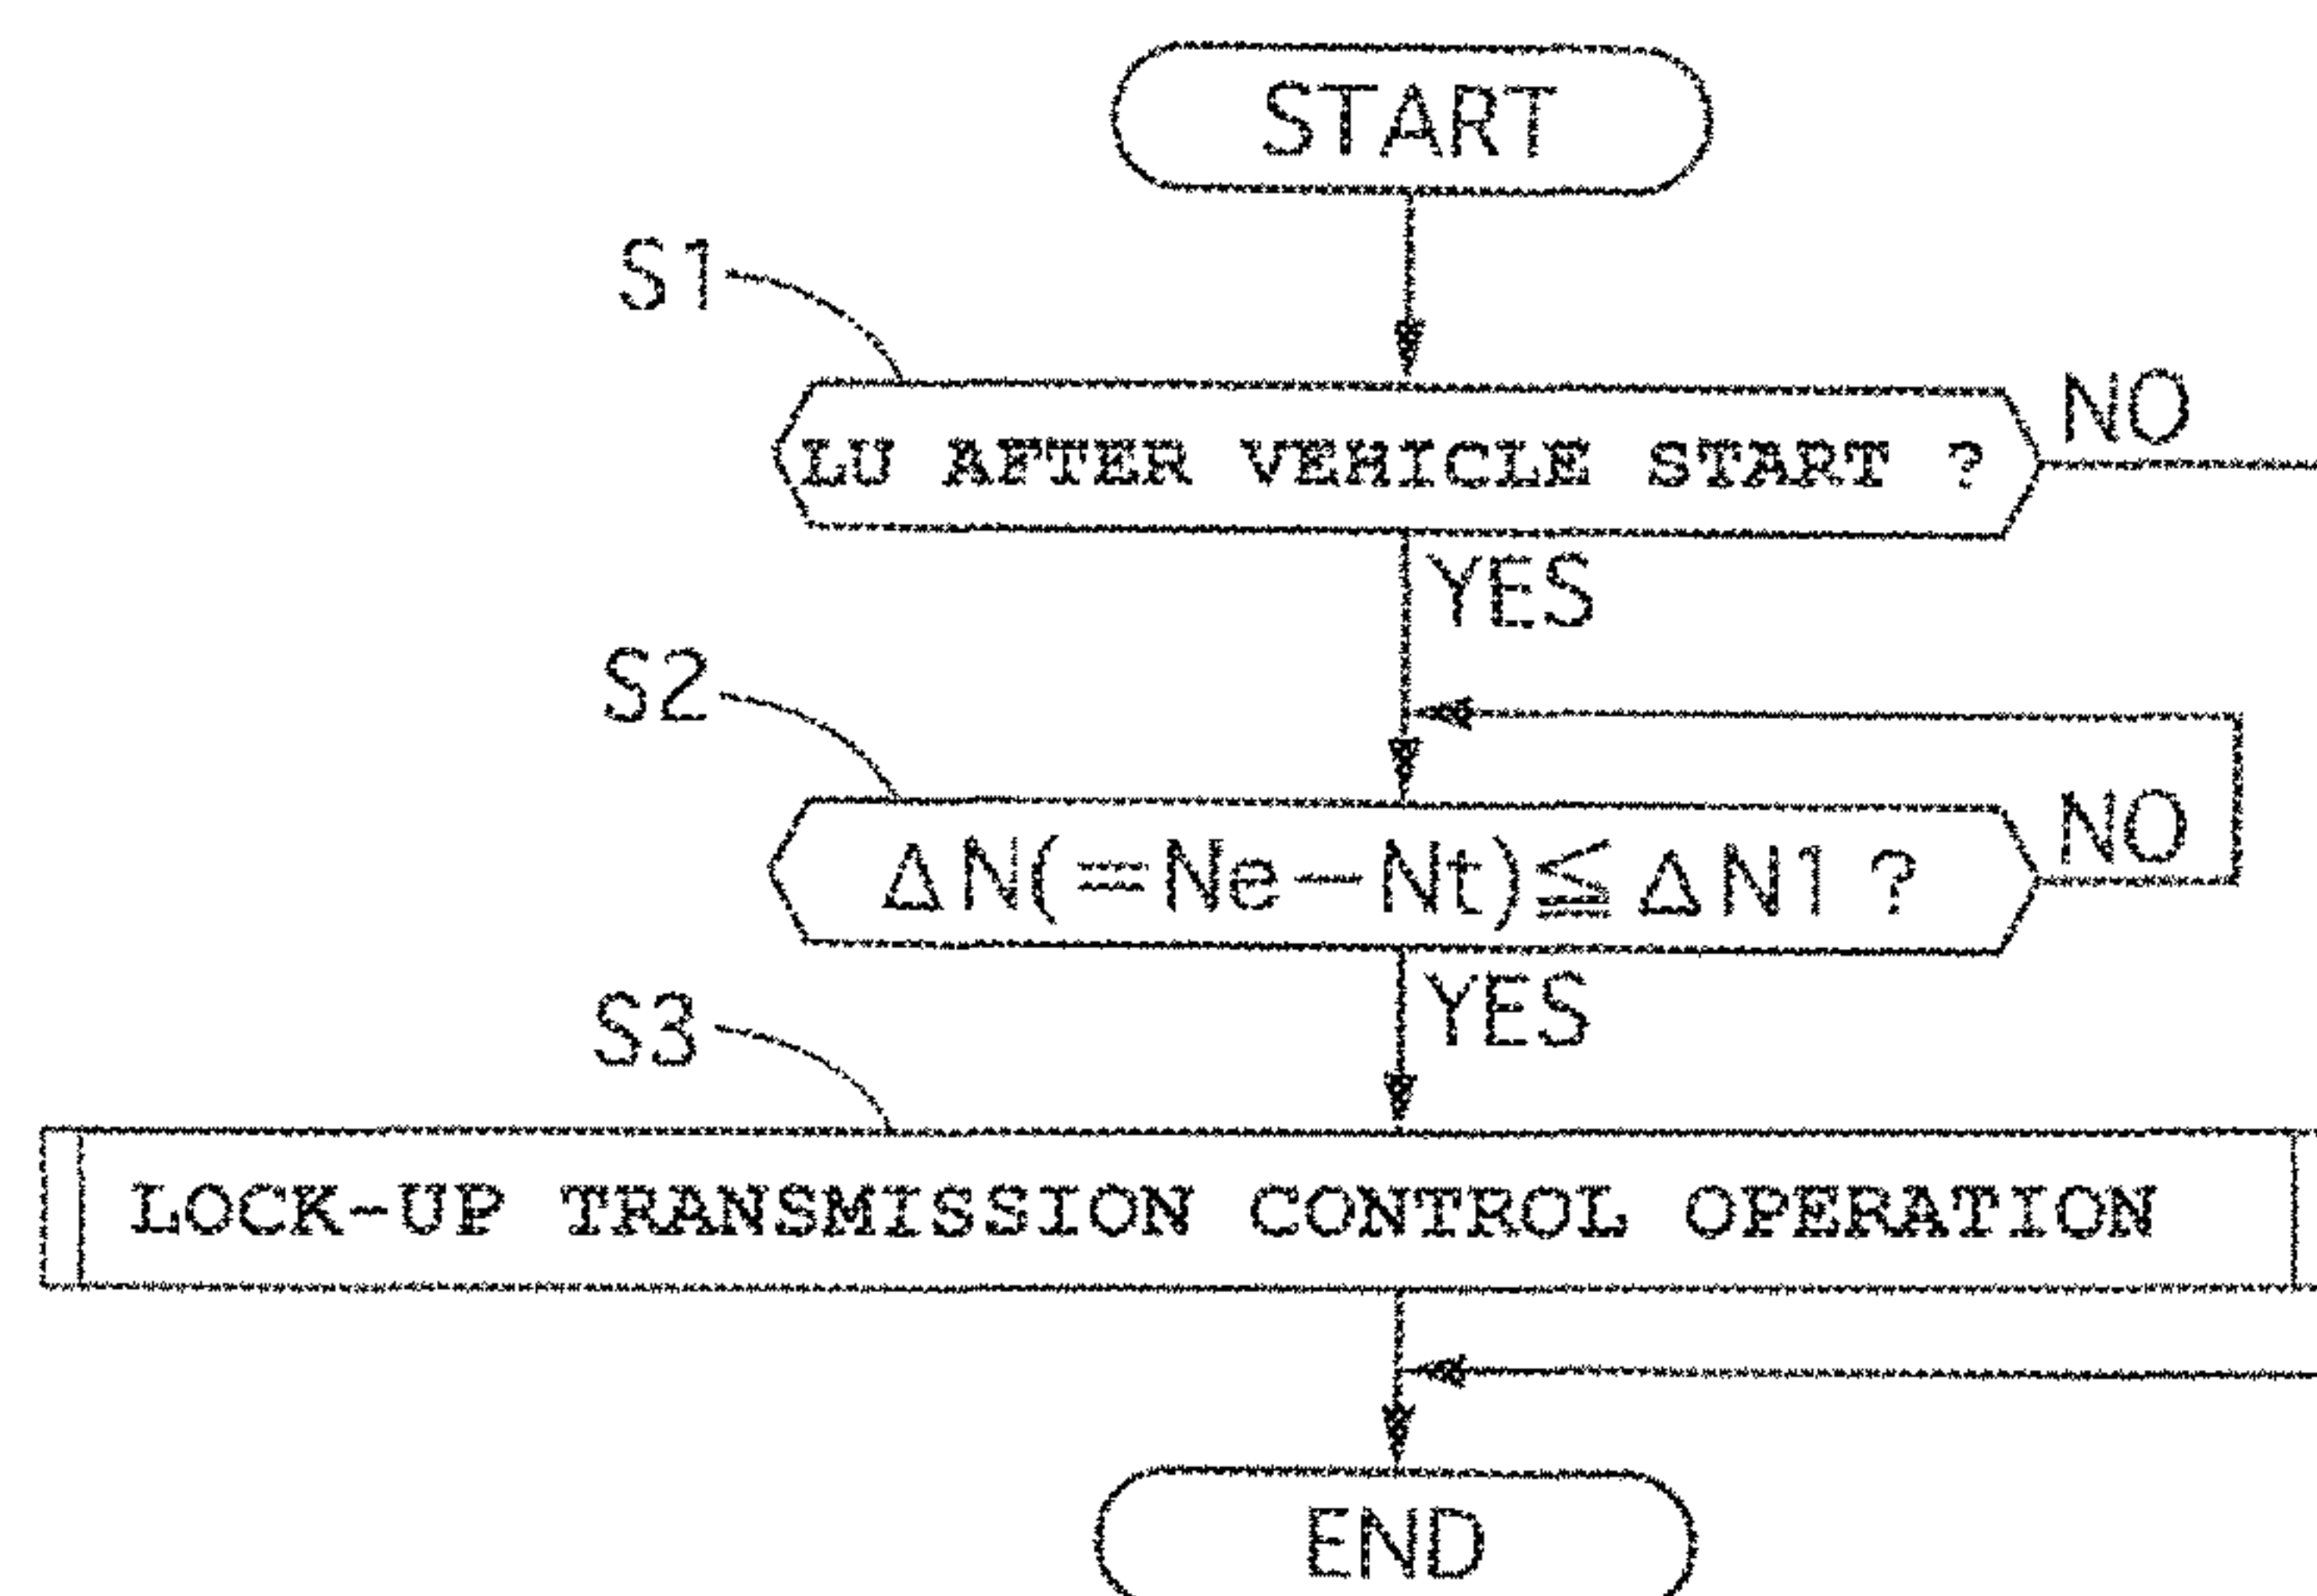 START
S1
LU AFTER VEHICLE START ?
NO
YES
S2
ΔN(=Ne-Nt)≦ΔN1 ?
NO
YES
S3
LOCK-UP TRANSMISSION CONTROL OPERATION
END